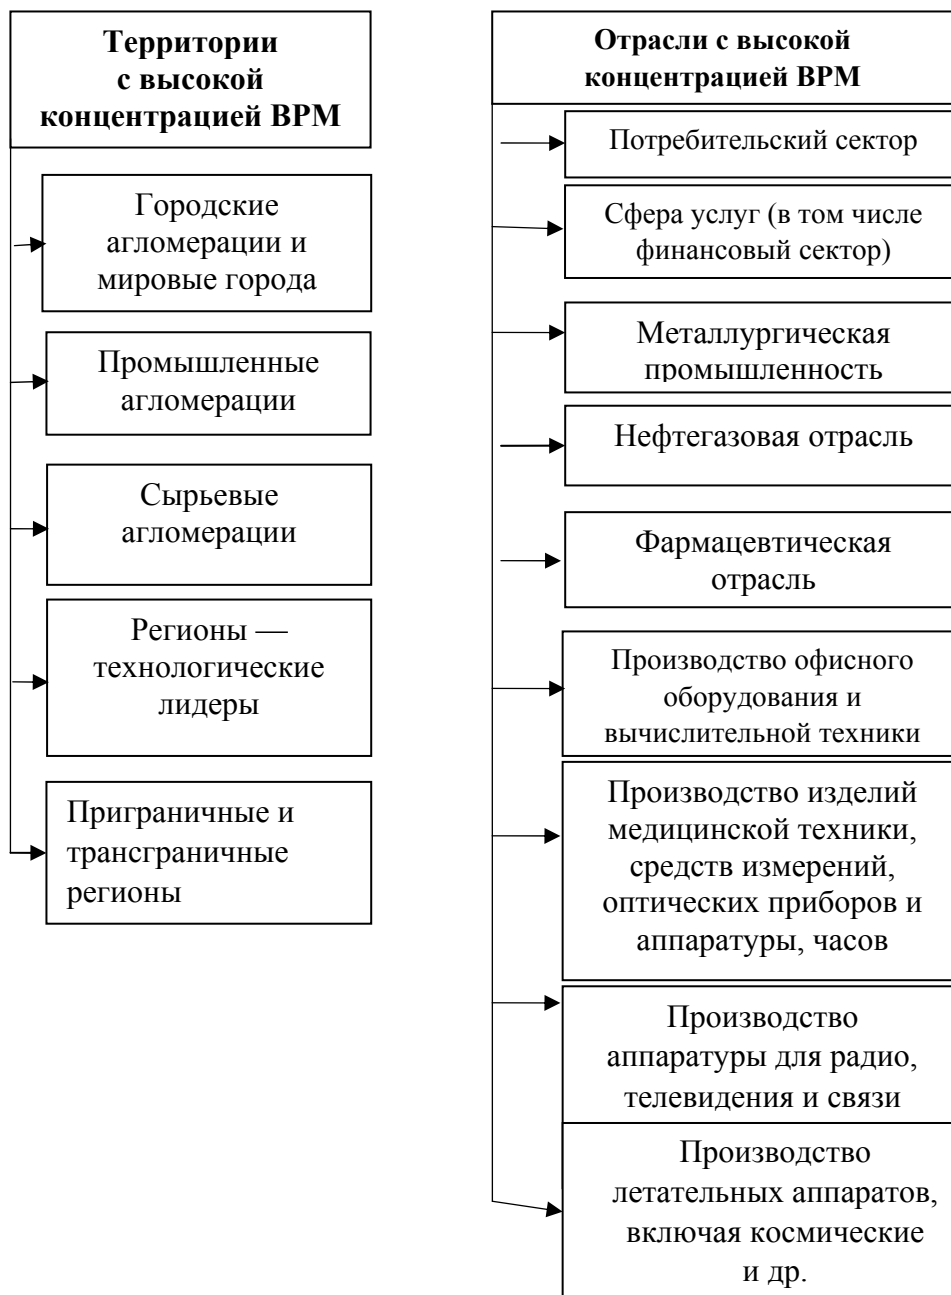 Территории
с высокой
концентрацией ВРМ
Городские
агломерации и
мировые города
Промышленные
агломерации
Сырьевые
агломерации
Регионы —
технологические
лидеры
Приграничные и
трансграничные
регионы
Отрасли с высокой
концентрацией ВРМ
Потребительский сектор
Сфера услуг (в том числе
финансовый сектор)
Металлургическая
промышленность
Нефтегазовая отрасль
Фармацевтическая
отрасль
Производство офисного
оборудования и
вычислительной техники
Производство изделий
медицинской техники,
средств измерений,
оптических приборов и
аппаратуры, часов
Производство
аппаратуры для радио,
телевидения и связи
Производство
летательных аппаратов,
включая космические
и др.